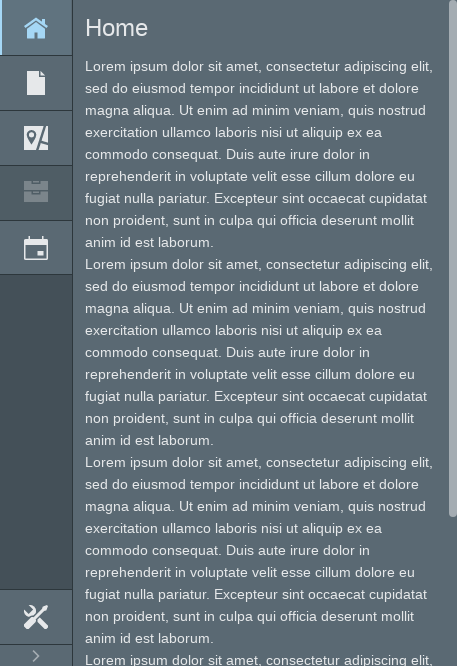 Home
Lorem ipsum dolor sit amet, consectetur adipiscing elit,
sed do eiusmod tempor incididunt ut labore et dolore
magna aliqua. Ut enim ad minim veniam, quis nostrud
exercitation ullamco laboris nisi ut aliquip ex ea
commodo consequat. Duis aute irure dolor in
reprehenderit in voluptate velit esse cillum dolore eu
fugiat nulla pariatur. Excepteur sint occaecat cupidatat
non proident, sunt in culpa qui officia deserunt mollit
anim id est laborum.
Lorem ipsum dolor sit amet, consectetur adipiscing elit,
sed do eiusmod tempor incididunt ut labore et dolore
magna aliqua. Ut enim ad minim veniam, quis nostrud
exercitation ullamco laboris nisi ut aliquip ex ea
commodo consequat. Duis aute irure dolor in
reprehenderit in voluptate velit esse cillum dolore eu
fugiat nulla pariatur. Excepteur sint occaecat cupidatat
non proident, sunt in culpa qui officia deserunt mollit
anim id est laborum.
Lorem ipsum dolor sit amet, consectetur adipiscing elit,
sed do eiusmod tempor incididunt ut labore et dolore
magna aliqua. Ut enim ad minim veniam, quis nostrud
exercitation ullamco laboris nisi ut aliquip ex ea
commodo consequat. Duis aute irure dolor in
reprehenderit in voluptate velit esse cillum dolore eu
fugiat nulla pariatur. Excepteur sint occaecat cupidatat
non proident, sunt in culpa qui officia deserunt mollit
anim id est laborum.
Lorem ipsum dolor sit amet, consectetur adipiscing elit,